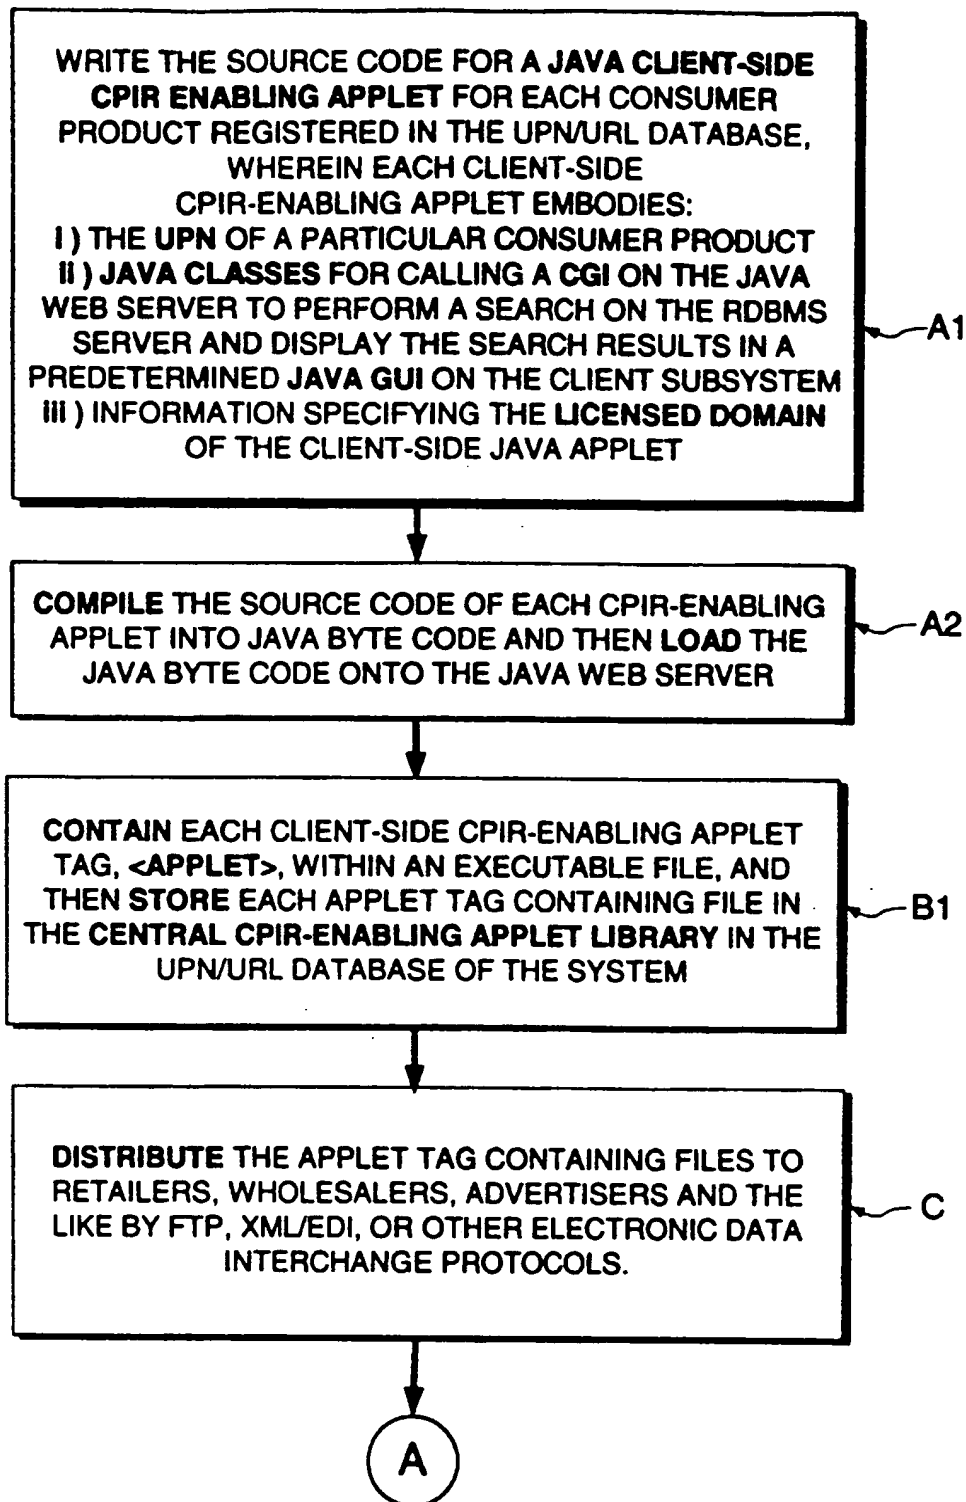 WRITE THE SOURCE CODE FOR A JAVA CLIENT-SIDE
CPIR ENABLING APPLET FOR EACH CONSUMER
PRODUCT REGISTERED IN THE UPN/URL DATABASE,
WHEREIN EACH CLIENT-SIDE
CPIR-ENABLING APPLET EMBODIES:
I ) THE UPN OF A PARTICULAR CONSUMER PRODUCT
II ) JAVA CLASSES FOR CALLING A CGI ON THE JAVA
WEB SERVER TO PERFORM A SEARCH ON THE RDBMS
SERVER AND DISPLAY THE SEARCH RESULTS IN A
PREDETERMINED JAVA GUI ON THE CLIENT SUBSYSTEM
III ) INFORMATION SPECIFYING THE LICENSED DOMAIN
OF THE CLIENT-SIDE JAVA APPLET
A1
COMPILE THE SOURCE CODE OF EACH CPIR-ENABLING
APPLET INTO JAVA BYTE CODE AND THEN LOAD THE
JAVA BYTE CODE ONTO THE JAVA WEB SERVER
A2
CONTAIN EACH CLIENT-SIDE CPIR-ENABLING APPLET
TAG, <APPLET>, WITHIN AN EXECUTABLE FILE, AND
THEN STORE EACH APPLET TAG CONTAINING FILE IN
THE CENTRAL CPIR-ENABLING APPLET LIBRARY IN THE
UPN/URL DATABASE OF THE SYSTEM
B1
DISTRIBUTE THE APPLET TAG CONTAINING FILES TO
RETAILERS, WHOLESALERS, ADVERTISERS AND THE
LIKE BY FTP, XML/EDI, OR OTHER ELECTRONIC DATA
INTERCHANGE PROTOCOLS.
C
A